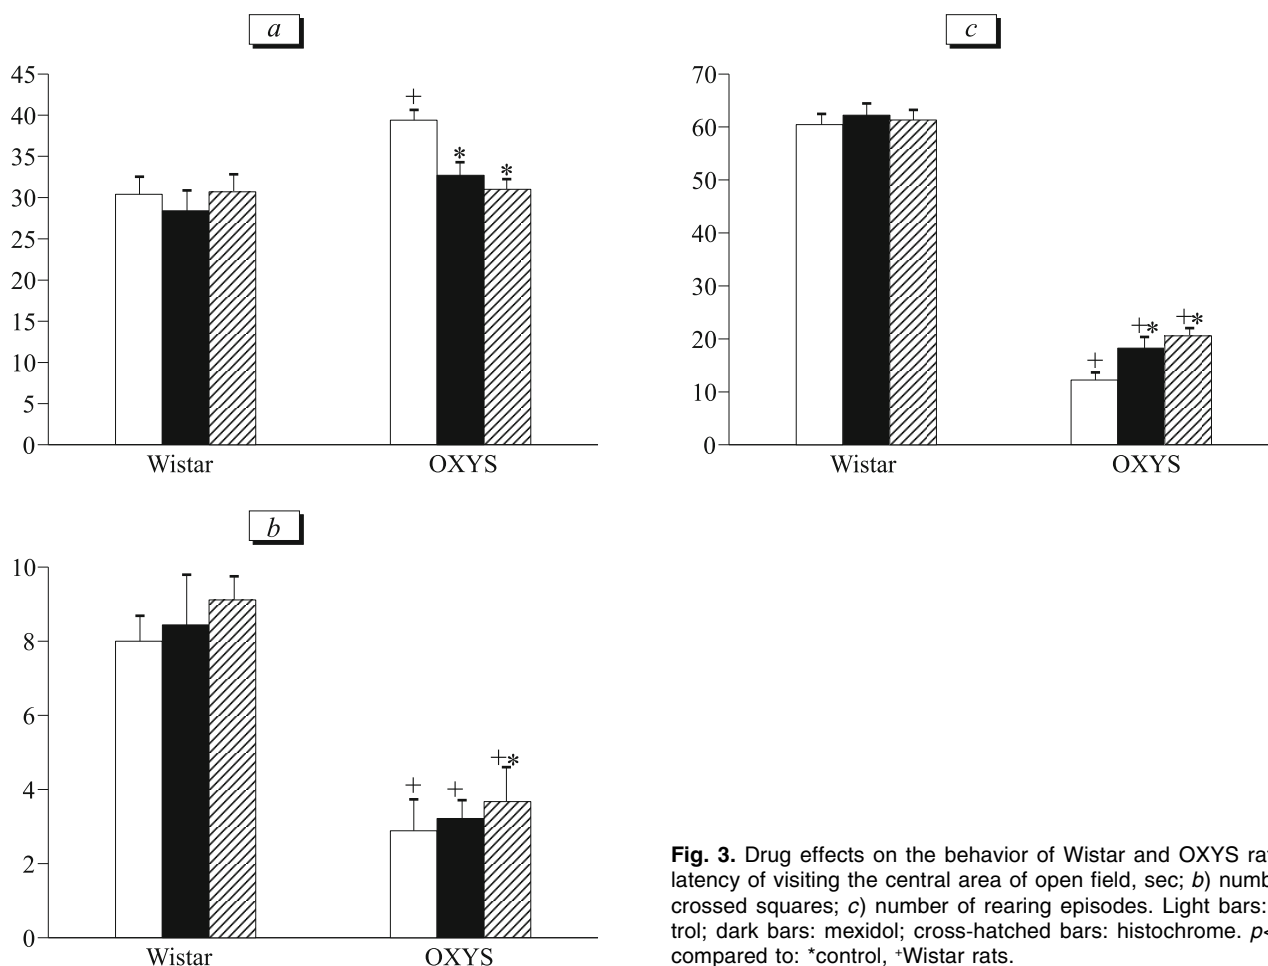 a
45
40
35
30
25
20
15
10
5
0
+
*
*
Wistar
OXYS
b
10
8
6
4
2
0
+
+
+*
Wistar
OXYS
c
70
60
50
40
30
20
10
0
+
+*
+*
Wistar
OXYS
Fig. 3. Drug effects on the behavior of Wistar and OXYS
latency of visiting the central area of open field, sec; b)
crossed squares; c) number of rearing episodes. Light bars:
trol; dark bars: mexidol; cross-hatched bars: histochrome. p<
compared to: *control, +Wistar rats.